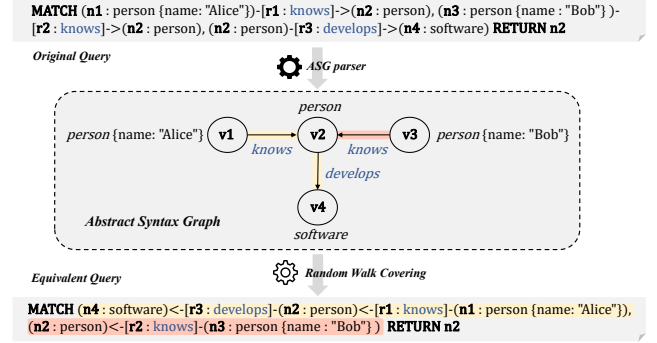 MATCH (n1 : person {name: "Alice"})-[r1 : knows]->(n2 : person), (n3 : person {name : "Bob"} )-
[r2 : knows]->(n2 : person), (n2 : person)-[r3 : develops]->(n4 : software) RETURN n2
Original Query
ASG parser
person
person {name: "Alice"} v1 v2 v3 person {name: "Bob"}
knows knows
develops
v4
Abstract Syntax Graph
software
Equivalent Query
Random Walk Covering
MATCH (n4 : software)<-[r3 : develops]-(n2 : person)<-[r1 : knows]-(n1 : person {name: "Alice"}),
(n2 : person)<-[r2 : knows]-(n3 : person {name : "Bob"} ) RETURN n2